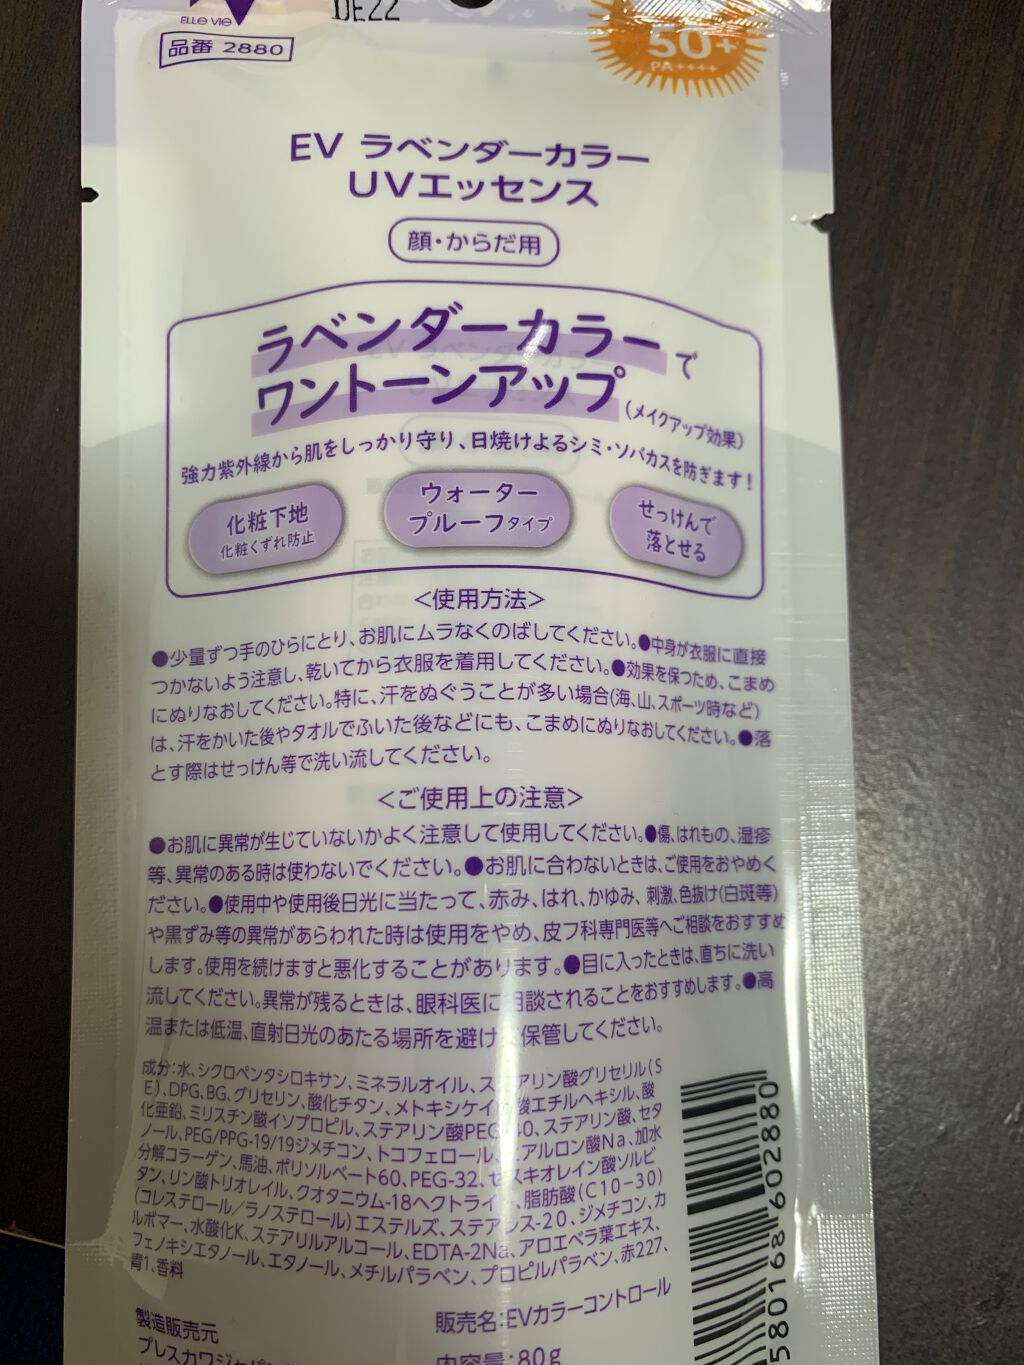 ELLe Vie
DE22
品番 2880
50+
PA++++
EV ラベンダーカラー
UVエッセンス
顔・からだ用
ラベンダーカラーで
ワントーンアップ(メイクアップ効果)
強力紫外線から肌をしっかり守り、日焼けよるシミ・ソバカスを防ぎます!
化粧下地
化粧くずれ防止
ウォーター
プルーフタイプ
せっけんで
落とせる
<使用方法>
●少量ずつ手のひらにとり、お肌にムラなくのばしてください。●中身が衣服に直接
つかないよう注意し、乾いてから衣服を着用してください。●効果を保つため、こまめ
にぬりなおしてください。特に、汗をぬぐうことが多い場合(海、山、スポーツ時など)
は、汗をかいた後やタオルでふいた後などにも、こまめにぬりなおしてください。●落
とす際はせっけん等で洗い流してください。
<ご使用上の注意>
●お肌に異常が生じていないかよく注意して使用してください。●傷、はれもの、湿疹
等、異常のある時は使わないでください。●お肌に合わないときは、ご使用をおやめく
ださい。●使用中や使用後日光に当たって、赤み、はれ、かゆみ、刺激、色抜け(白斑等)
や黒ずみ等の異常があらわれた時は使用をやめ、皮フ科専門医等へご相談をおすすめ
します。使用を続けますと悪化することがあります。●目に入ったときは、直ちに洗い
流してください。異常が残るときは、眼科医に相談されることをおすすめします。●高
温または低温、直射日光のあたる場所を避け保管してください。
成分:水、シクロペンタシロキサン、ミネラルオイル、ステアリン酸グリセリル(S
E)、DPG、BG、グリセリン、酸化チタン、メトキシケイ酸エチルヘキシル、酸
化亜鉛、ミリスチン酸イソプロピル、ステアリン酸PEG-40、ステアリン酸、セタ
ノール、PEG/PPG-19/19ジメチコン、トコフェロール、ヒアルロン酸Na、加水
分解コラーゲン、馬油、ポリソルベート60、PEG-32、セスキオレイン酸ソルビ
タン、リン酸トリオレイル、クオタニウム-18ヘクトライト、脂肪酸(C10-30)
(コレステロール/ラノステロール)エステルズ、ステアレス-20、ジメチコン、カ
ルボマー、水酸化K、ステアリルアルコール、EDTA-2Na、アロエベラ葉エキス、
フェノキシエタノール、エタノール、メチルパラベン、プロピルパラベン、赤227、
青1、香料
製造販売元
プレスカワジャパン
販売名:EVカラーコントロール
内容量:80g
580168602880